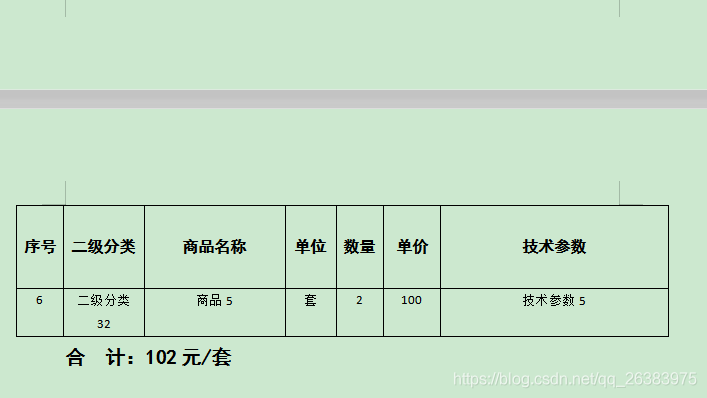 序号 二级分类 商品名称 单位 数量 单价 技术参数
6 二级分类 商品 5 套 2 100 技术参数 5
32
合 计：102 元/套
https://blog.csdn.net/qq_26383975